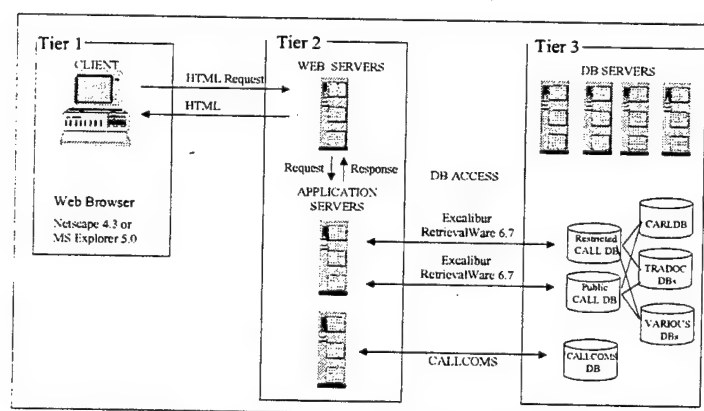 Tier 1
CLIENT
Web Browser
Netscape 4.3 or
MS Explorer 5.0
HTML Request
HTML
Tier 2
WEB SERVERS
Request
Response
APPLICATION
SERVERS
DB ACCESS
Excalibur
RetrievalWare 6.7
Excalibur
RetrievalWare 6.7
CALLCOMS
Tier 3
DB SERVERS
Restricted
CALL DB
Public
CALL DB
CALLCOMS
DB
CARLDB
TRADOC
DBs
VARIOUS
DBs